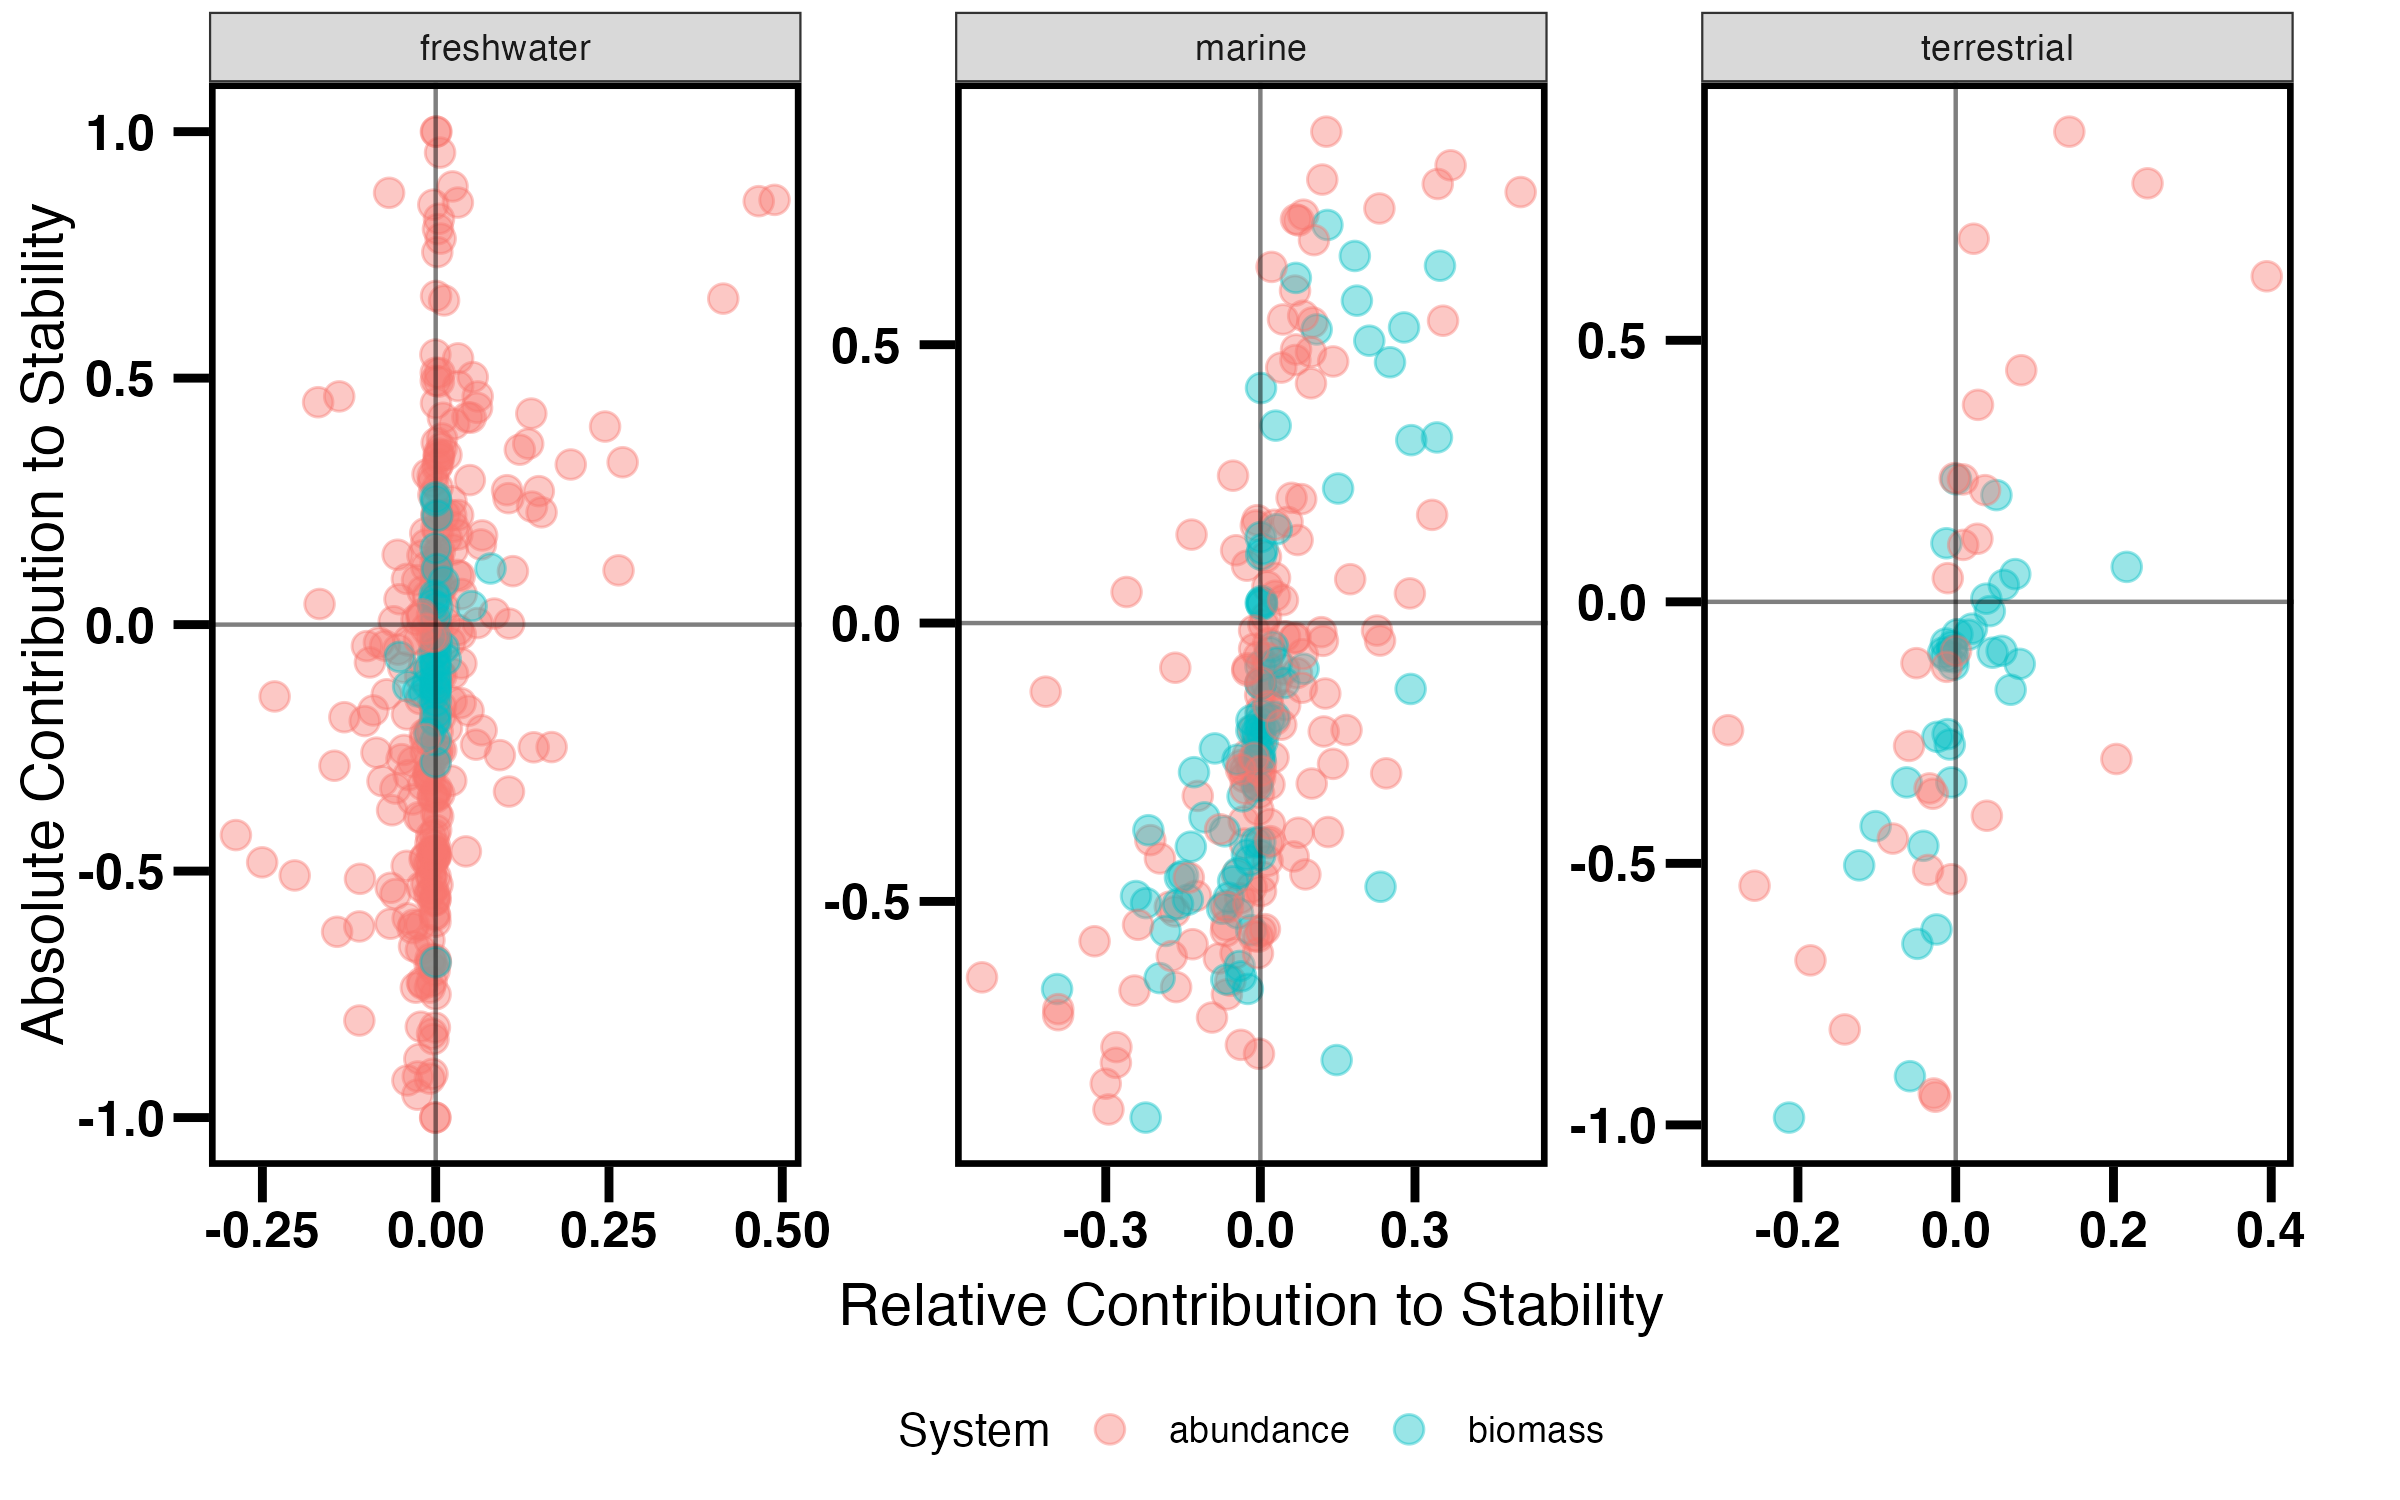 freshwater marine terrestrial
Absolute Contribution to Stability
1.0
0.5
0.0
-0.5
-1.0
0.5
0.0
-0.5
0.5
0.0
-0.5
-1.0
-0.25 0.00 0.25 0.50
-0.3 0.0 0.3
-0.2 0.0 0.2 0.4
Relative Contribution to Stability
System abundance biomass